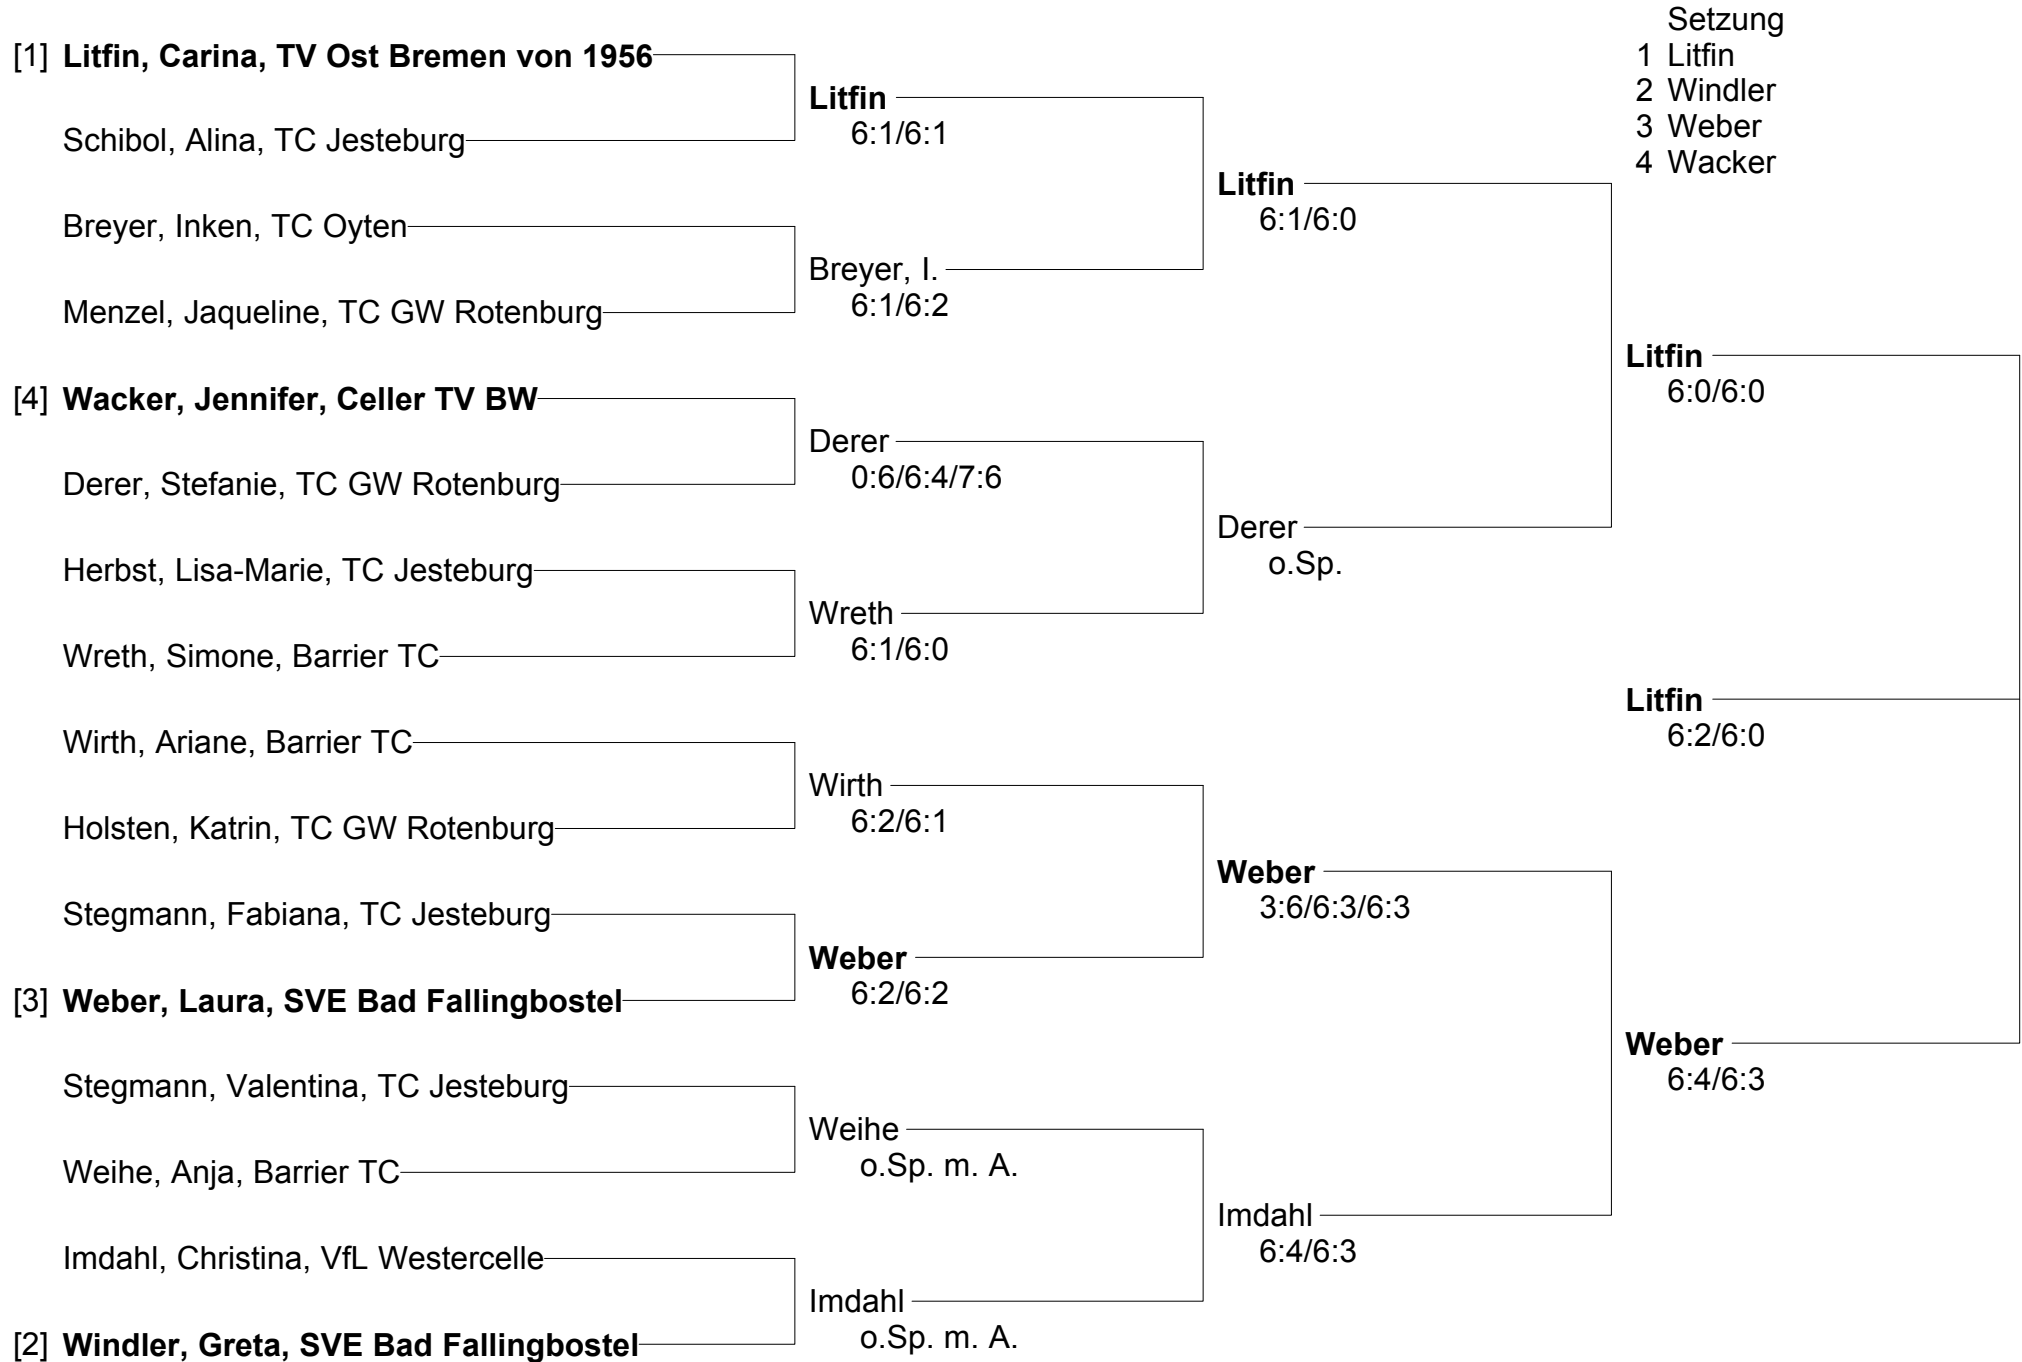 Setzung
1 Litfin
2 Windler
3 Weber
4 Wacker
[1] Litfin, Carina, TV Ost Bremen von 1956
Schibol, Alina, TC Jesteburg
Breyer, Inken, TC Oyten
Menzel, Jaqueline, TC GW Rotenburg
[4] Wacker, Jennifer, Celler TV BW
Derer, Stefanie, TC GW Rotenburg
Herbst, Lisa-Marie, TC Jesteburg
Wreth, Simone, Barrier TC
Wirth, Ariane, Barrier TC
Holsten, Katrin, TC GW Rotenburg
Stegmann, Fabiana, TC Jesteburg
[3] Weber, Laura, SVE Bad Fallingbostel
Stegmann, Valentina, TC Jesteburg
Weihe, Anja, Barrier TC
Imdahl, Christina, VfL Westercelle
[2] Windler, Greta, SVE Bad Fallingbostel
Litfin
6:1/6:1
Breyer, I.
6:1/6:2
Derer
0:6/6:4/7:6
Wreth
6:1/6:0
Wirth
6:2/6:1
Weber
6:2/6:2
Weihe
o.Sp. m. A.
Imdahl
o.Sp. m. A.
Litfin
6:1/6:0
Derer
o.Sp.
Weber
3:6/6:3/6:3
Imdahl
6:4/6:3
Litfin
6:0/6:0
Litfin
6:2/6:0
Weber
6:4/6:3